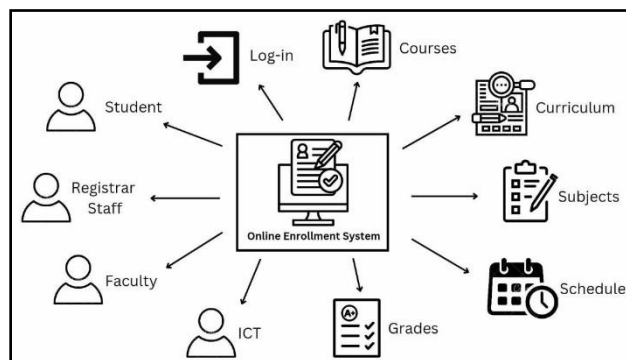 Log-in
Courses
Student
Curriculum
Registrar
Staff
Online Enrollment System
Subjects
Faculty
Schedule
ICT
A+
Grades